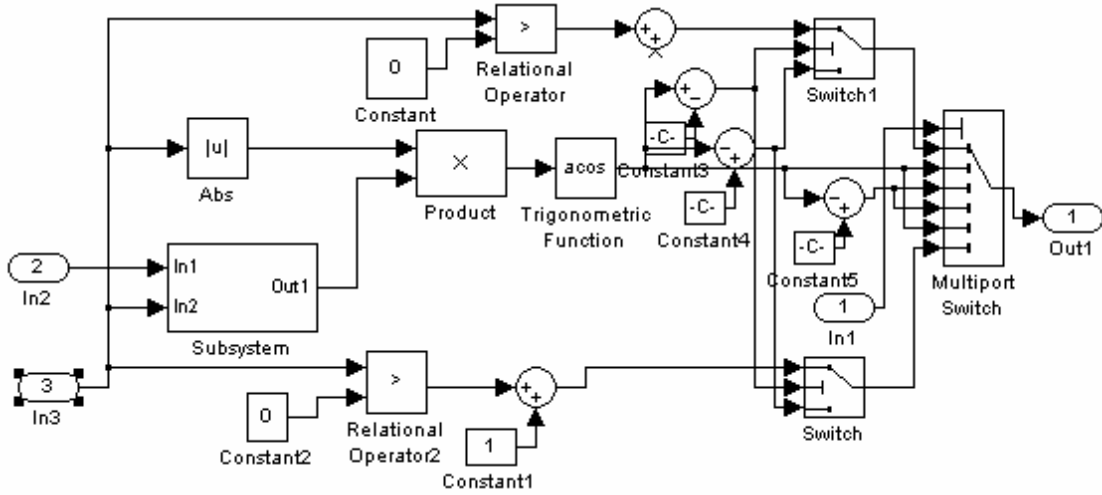 >
0
Constant
Relational
Operator
Switch1
|u|
Abs
×
Product
acos
Trigonometric
Function
-C-
Constant3
-C-
Constant4
-C-
Constant5
2
In2
In1
In2
Out1
Subsystem
1
In1
Multiport
Switch
1
Out1
3
In3
>
Relational
Operator2
0
Constant2
1
Constant1
Switch